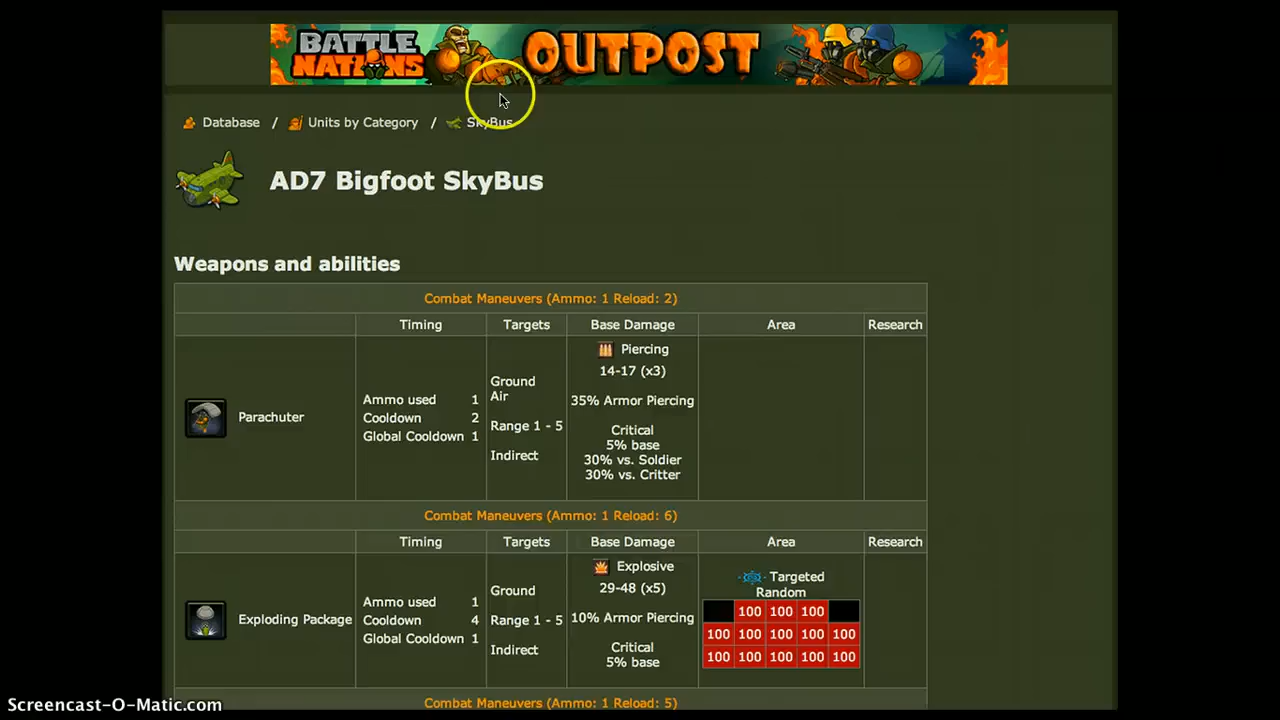 BATTLE NATIONS OUTPOST
Database / Units by Category / SkyBus
AD7 Bigfoot SkyBus
Weapons and abilities
Combat Maneuvers (Ammo: 1 Reload: 2)
Timing Targets Base Damage Area Research
Parachuter
Ammo used 1
Cooldown 2
Global Cooldown 1
Ground
Air
Range 1 - 5
Indirect
Piercing
14-17 (x3)
35% Armor Piercing
Critical
5% base
30% vs. Soldier
30% vs. Critter
Combat Maneuvers (Ammo: 1 Reload: 6)
Timing Targets Base Damage Area Research
Exploding Package
Ammo used 1
Cooldown 4
Global Cooldown 1
Ground
Range 1 - 5
Indirect
Explosive
29-48 (x5)
10% Armor Piercing
Critical
5% base
Targeted
Random
100 100 100
100 100 100 100 100
100 100 100 100 100
Combat Maneuvers (Ammo: 1 Reload: 5)
Screencast-O-Matic.com